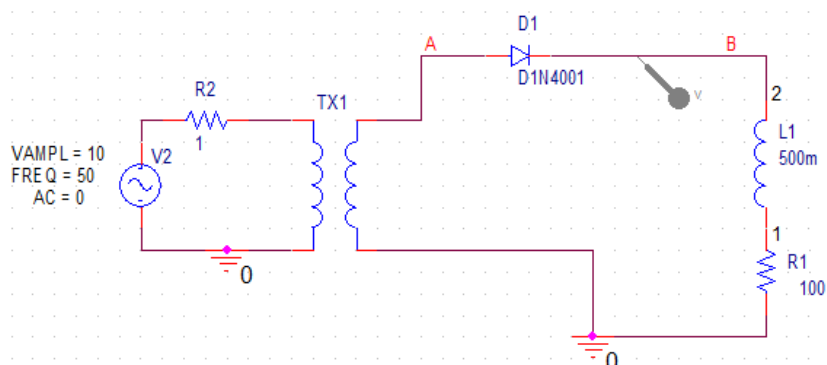 D1
A
B
D1N4001
R2
TX1
V
2
1
L1
VAMPL = 10
V2
500m
FREQ = 50
AC = 0
1
R1
100
0
0